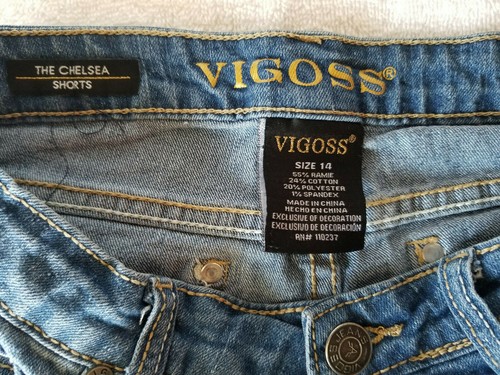 THE CHELSEA
SHORTS
VIGOSS®
VIGOSS®
SIZE 14
55% RAMIE
24% COTTON
20% POLYESTER
1% SPANDEX
MADE IN CHINA
HECHO EN CHINA
EXCLUSIVE OF DECORATION
EXCLUSIVO DE DECORACIÓN
RN# 110237